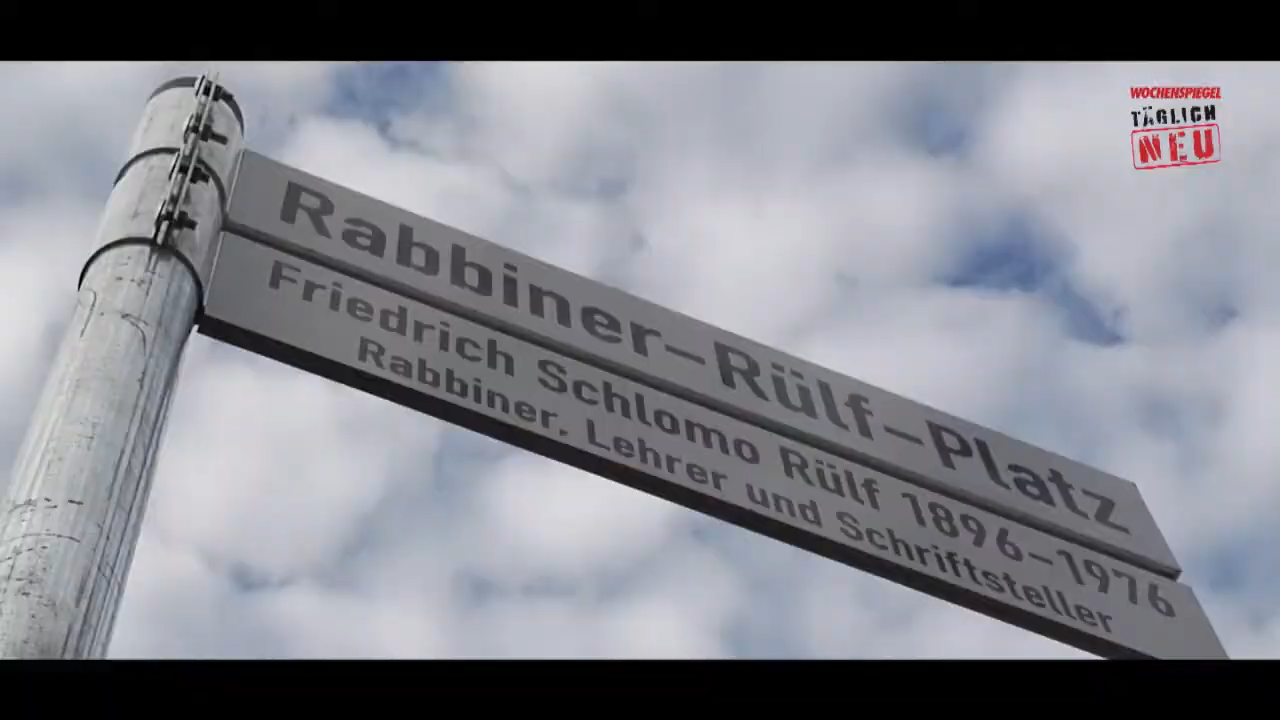 WOCHENSPIEGEL
TÄGLICH
NEU
Rabbiner-Rülf-Platz
Friedrich Schlomo Rülf 1896-1976
Rabbiner, Lehrer und Schriftsteller